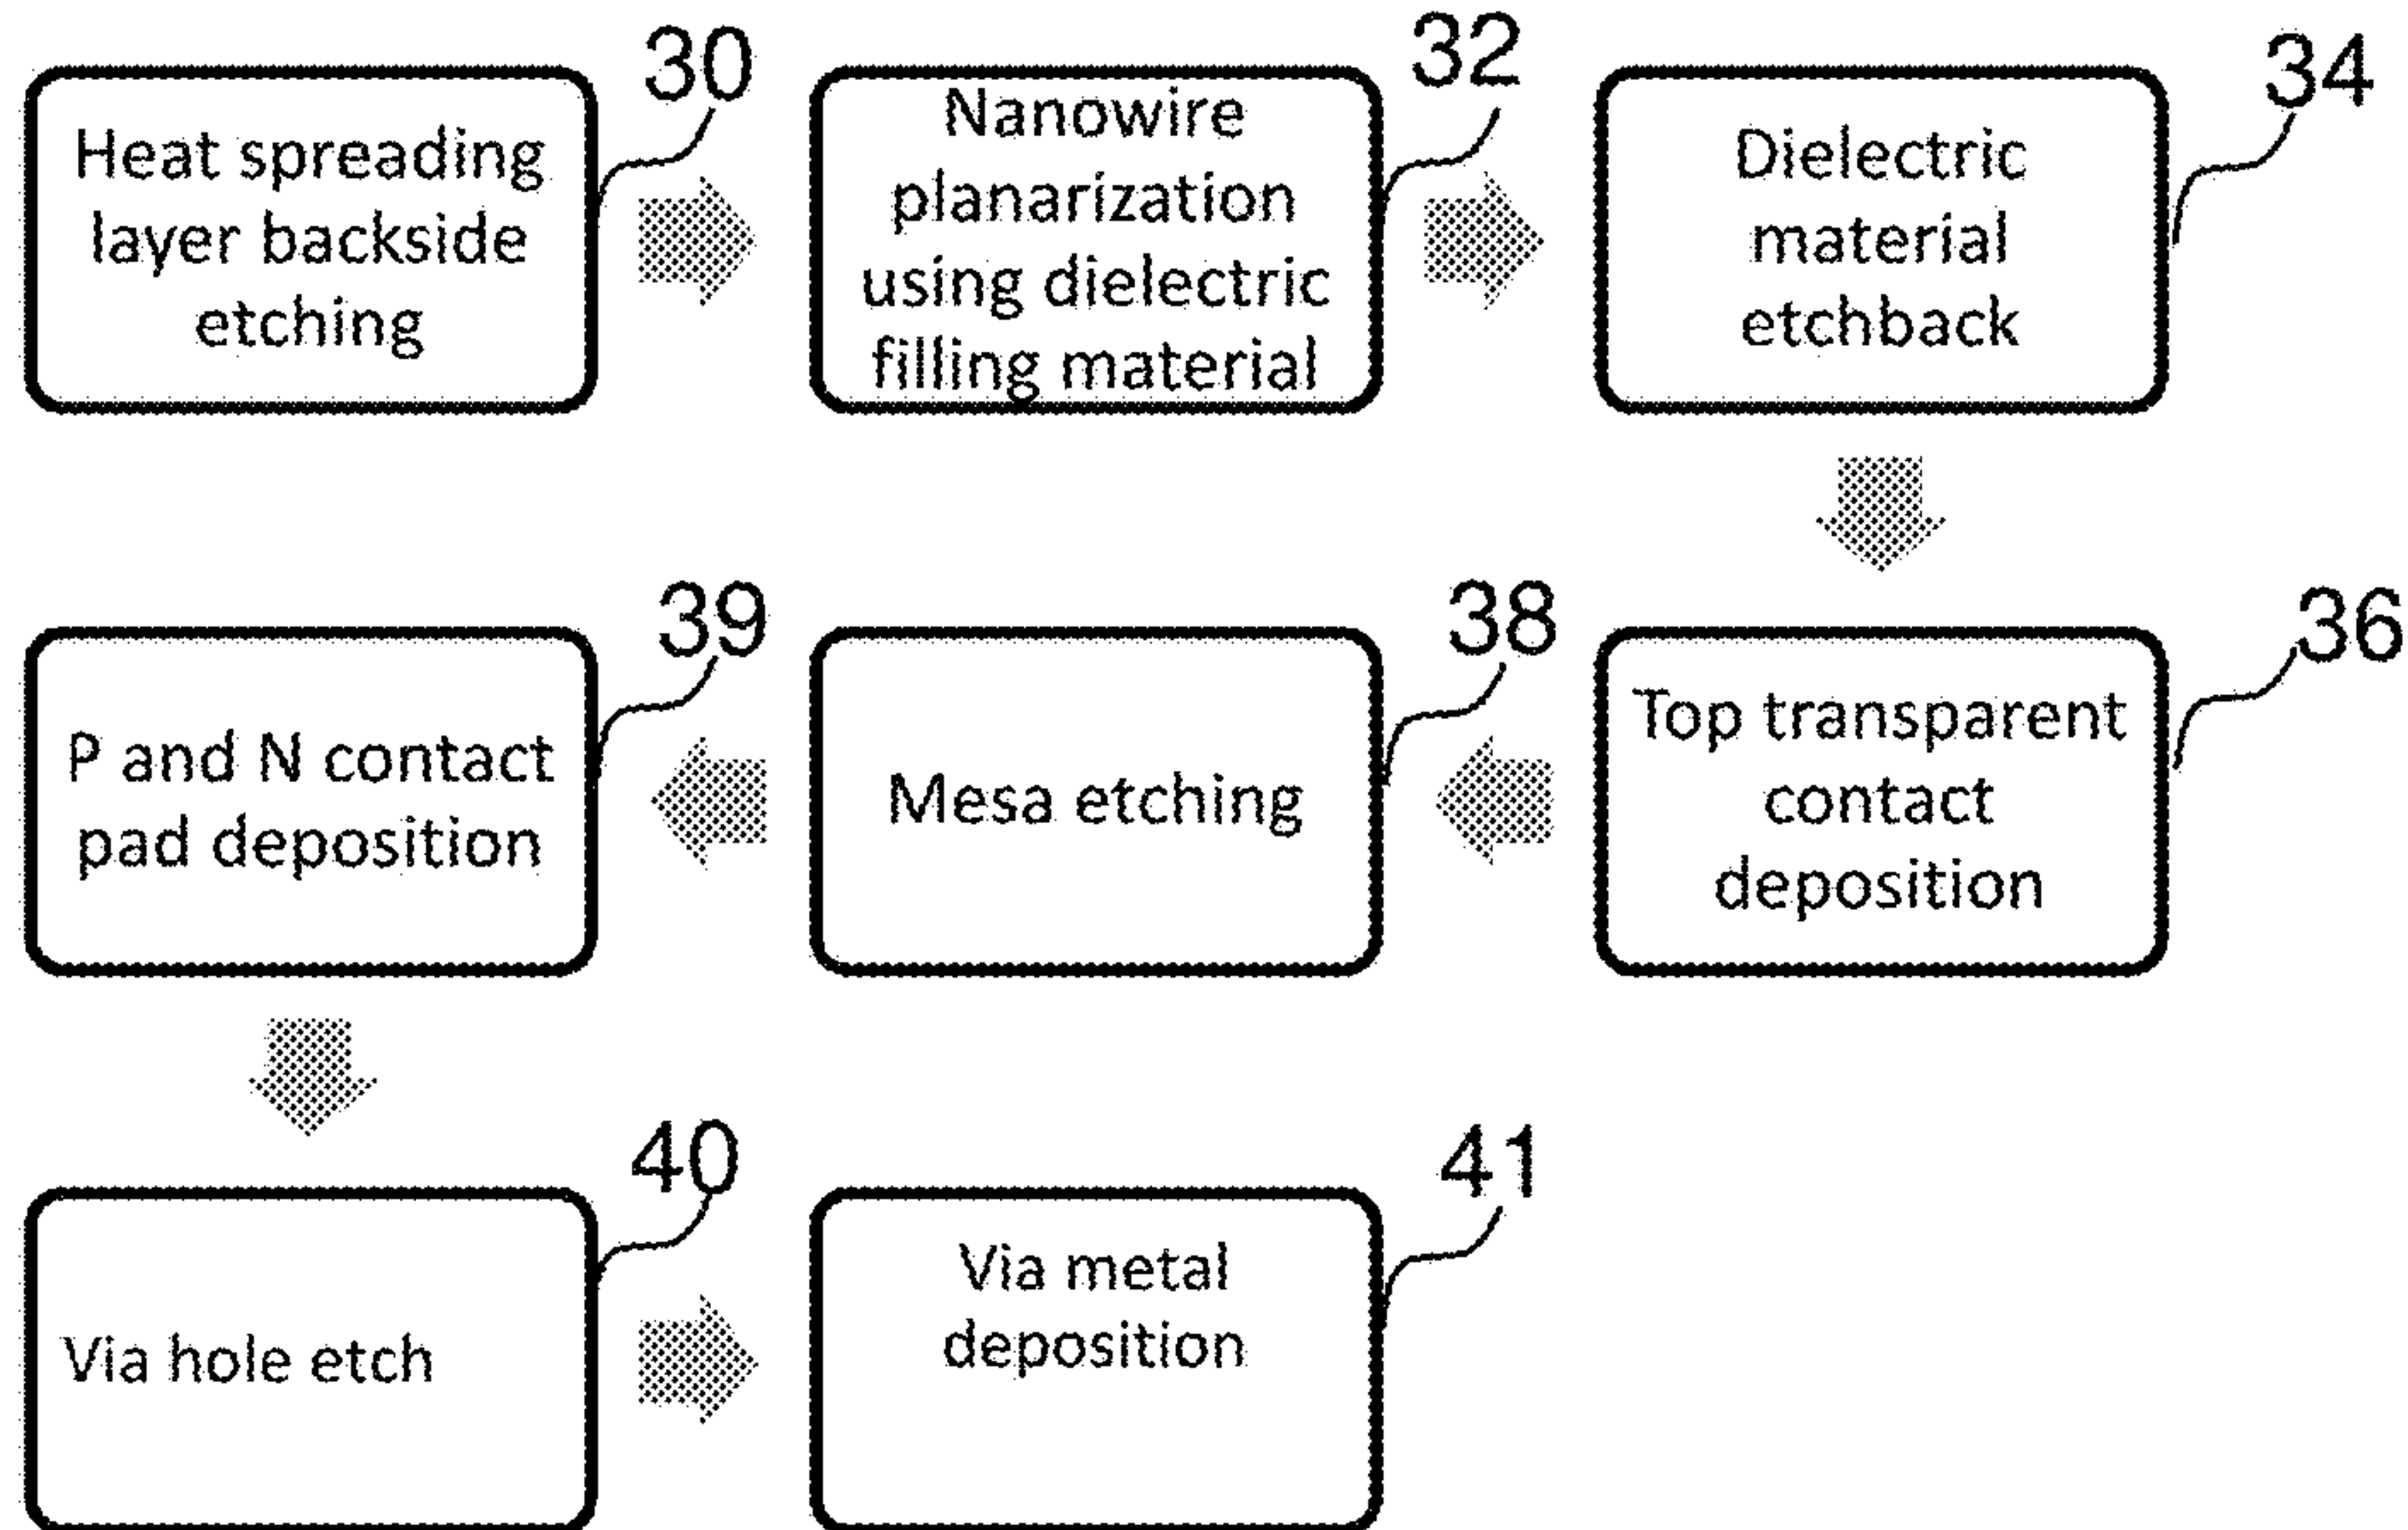 30
Heat spreading
layer backside
etching
32
Nanowire
planarization
using dielectric
filling material
34
Dielectric
material
etchback
39
P and N contact
pad deposition
38
Mesa etching
36
Top transparent
contact
deposition
40
Via hole etch
41
Via metal
deposition